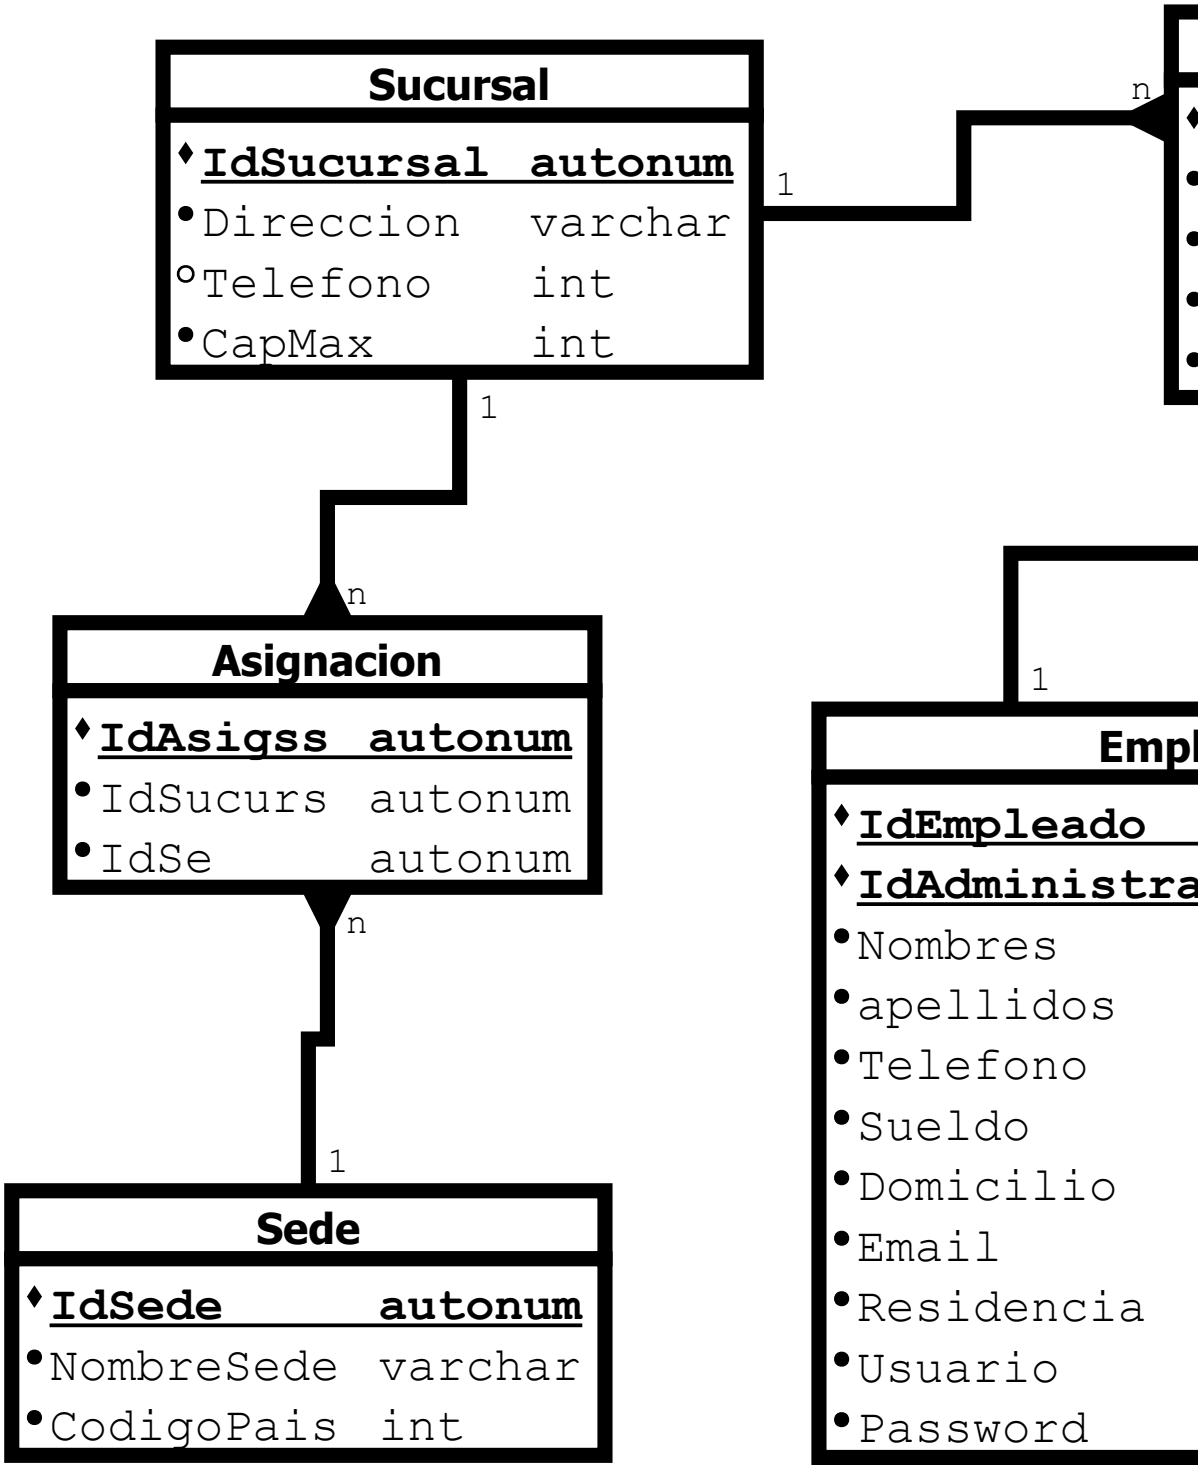 Sucursal
IdSucursal autonum
Direccion varchar
Telefono int
CapMax int
1
n
1
n
Asignacion
IdAsigss autonum
IdSucurs autonum
IdSe autonum
n
1
Sede
IdSede autonum
NombreSede varchar
CodigoPais int
1
IdEmpleado
Nombres
apellidos
Telefono
Sueldo
Domicilio
Email
Residencia
Usuario
Password